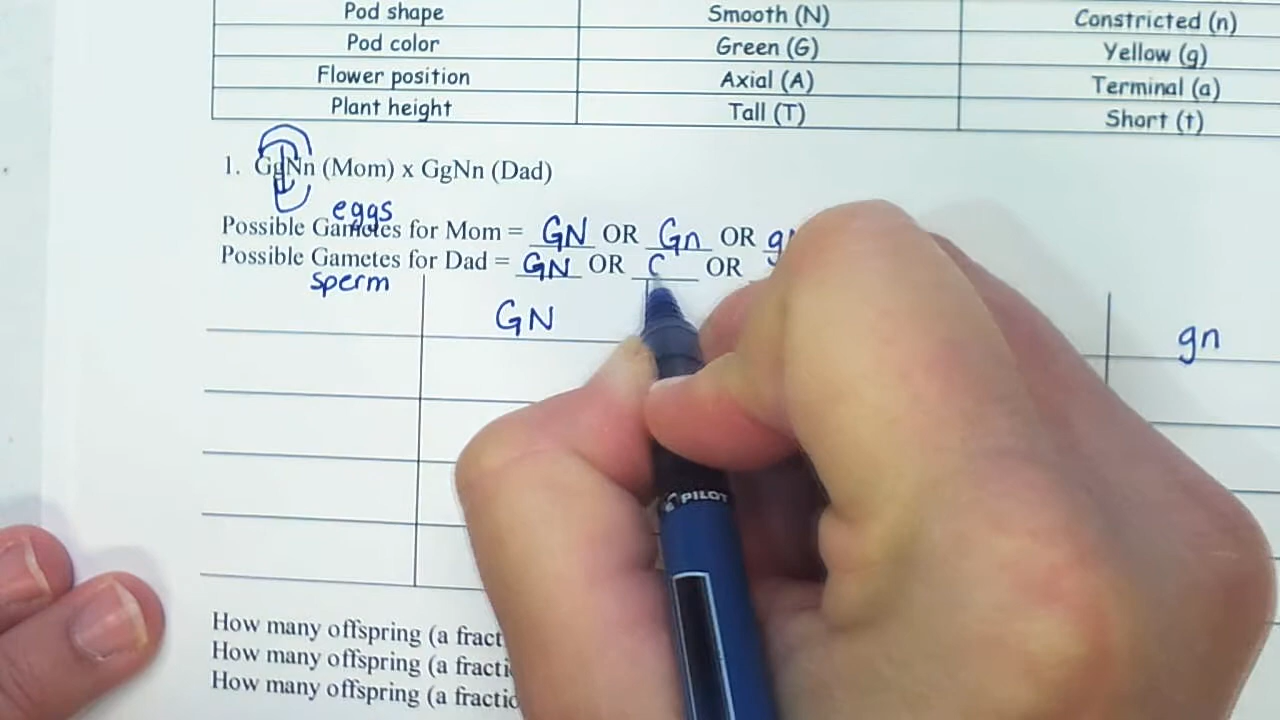 Pod shape Smooth (N) Constricted (n)
Pod color Green (G) Yellow (g)
Flower position Axial (A) Terminal (a)
Plant height Tall (T) Short (t)
1. GgNn (Mom) x GgNn (Dad)
eggs
Possible Gametes for Mom = GN OR Gn OR
Possible Gametes for Dad = GN OR OR
sperm
GN gn
How many offspring (a
How many offspring (a
How many offspring (a
PILOT